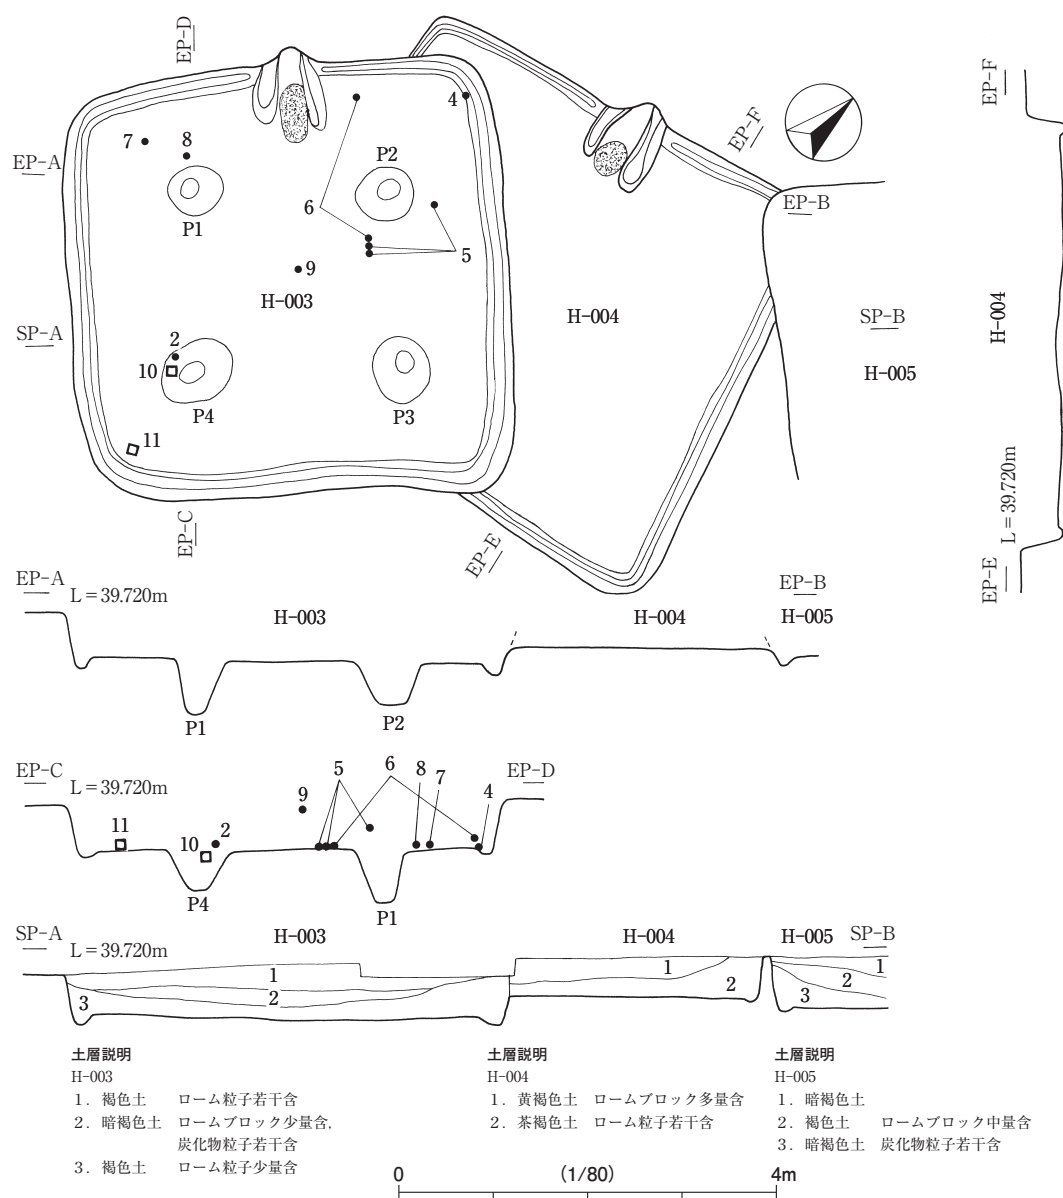 EP-D
EP-F
EP-F
4
7
8
P2
EP-A
EP-B
6
P1
5
9
H-003
H-004
H-004
SP-A
SP-B
2
H-005
10
P4
P3
11
L＝39.720m
EP-C
EP-E
EP-E
EP-A
L＝39.720m
H-003
H-004
EP-B
H-005
P1
P2
EP-C
L＝39.720m
5
6
8
7
EP-D
9
4
11
10
2
P4
P1
SP-A
L＝39.720m
H-003
H-004
H-005
SP-B
1
2
3
1
2
1
2
3
土層説明
H-003
1．褐色土 ローム粒子若干含
2．暗褐色土 ロームブロック少量含,
炭化物粒子若干含
3．褐色土 ローム粒子少量含
土層説明
H-004
1．黄褐色土 ロームブロック多量含
2．茶褐色土 ローム粒子若干含
土層説明
H-005
1．暗褐色土
2．褐色土 ロームブロック中量含
3．暗褐色土 炭化物粒子若干含
0 (1/80) 4m